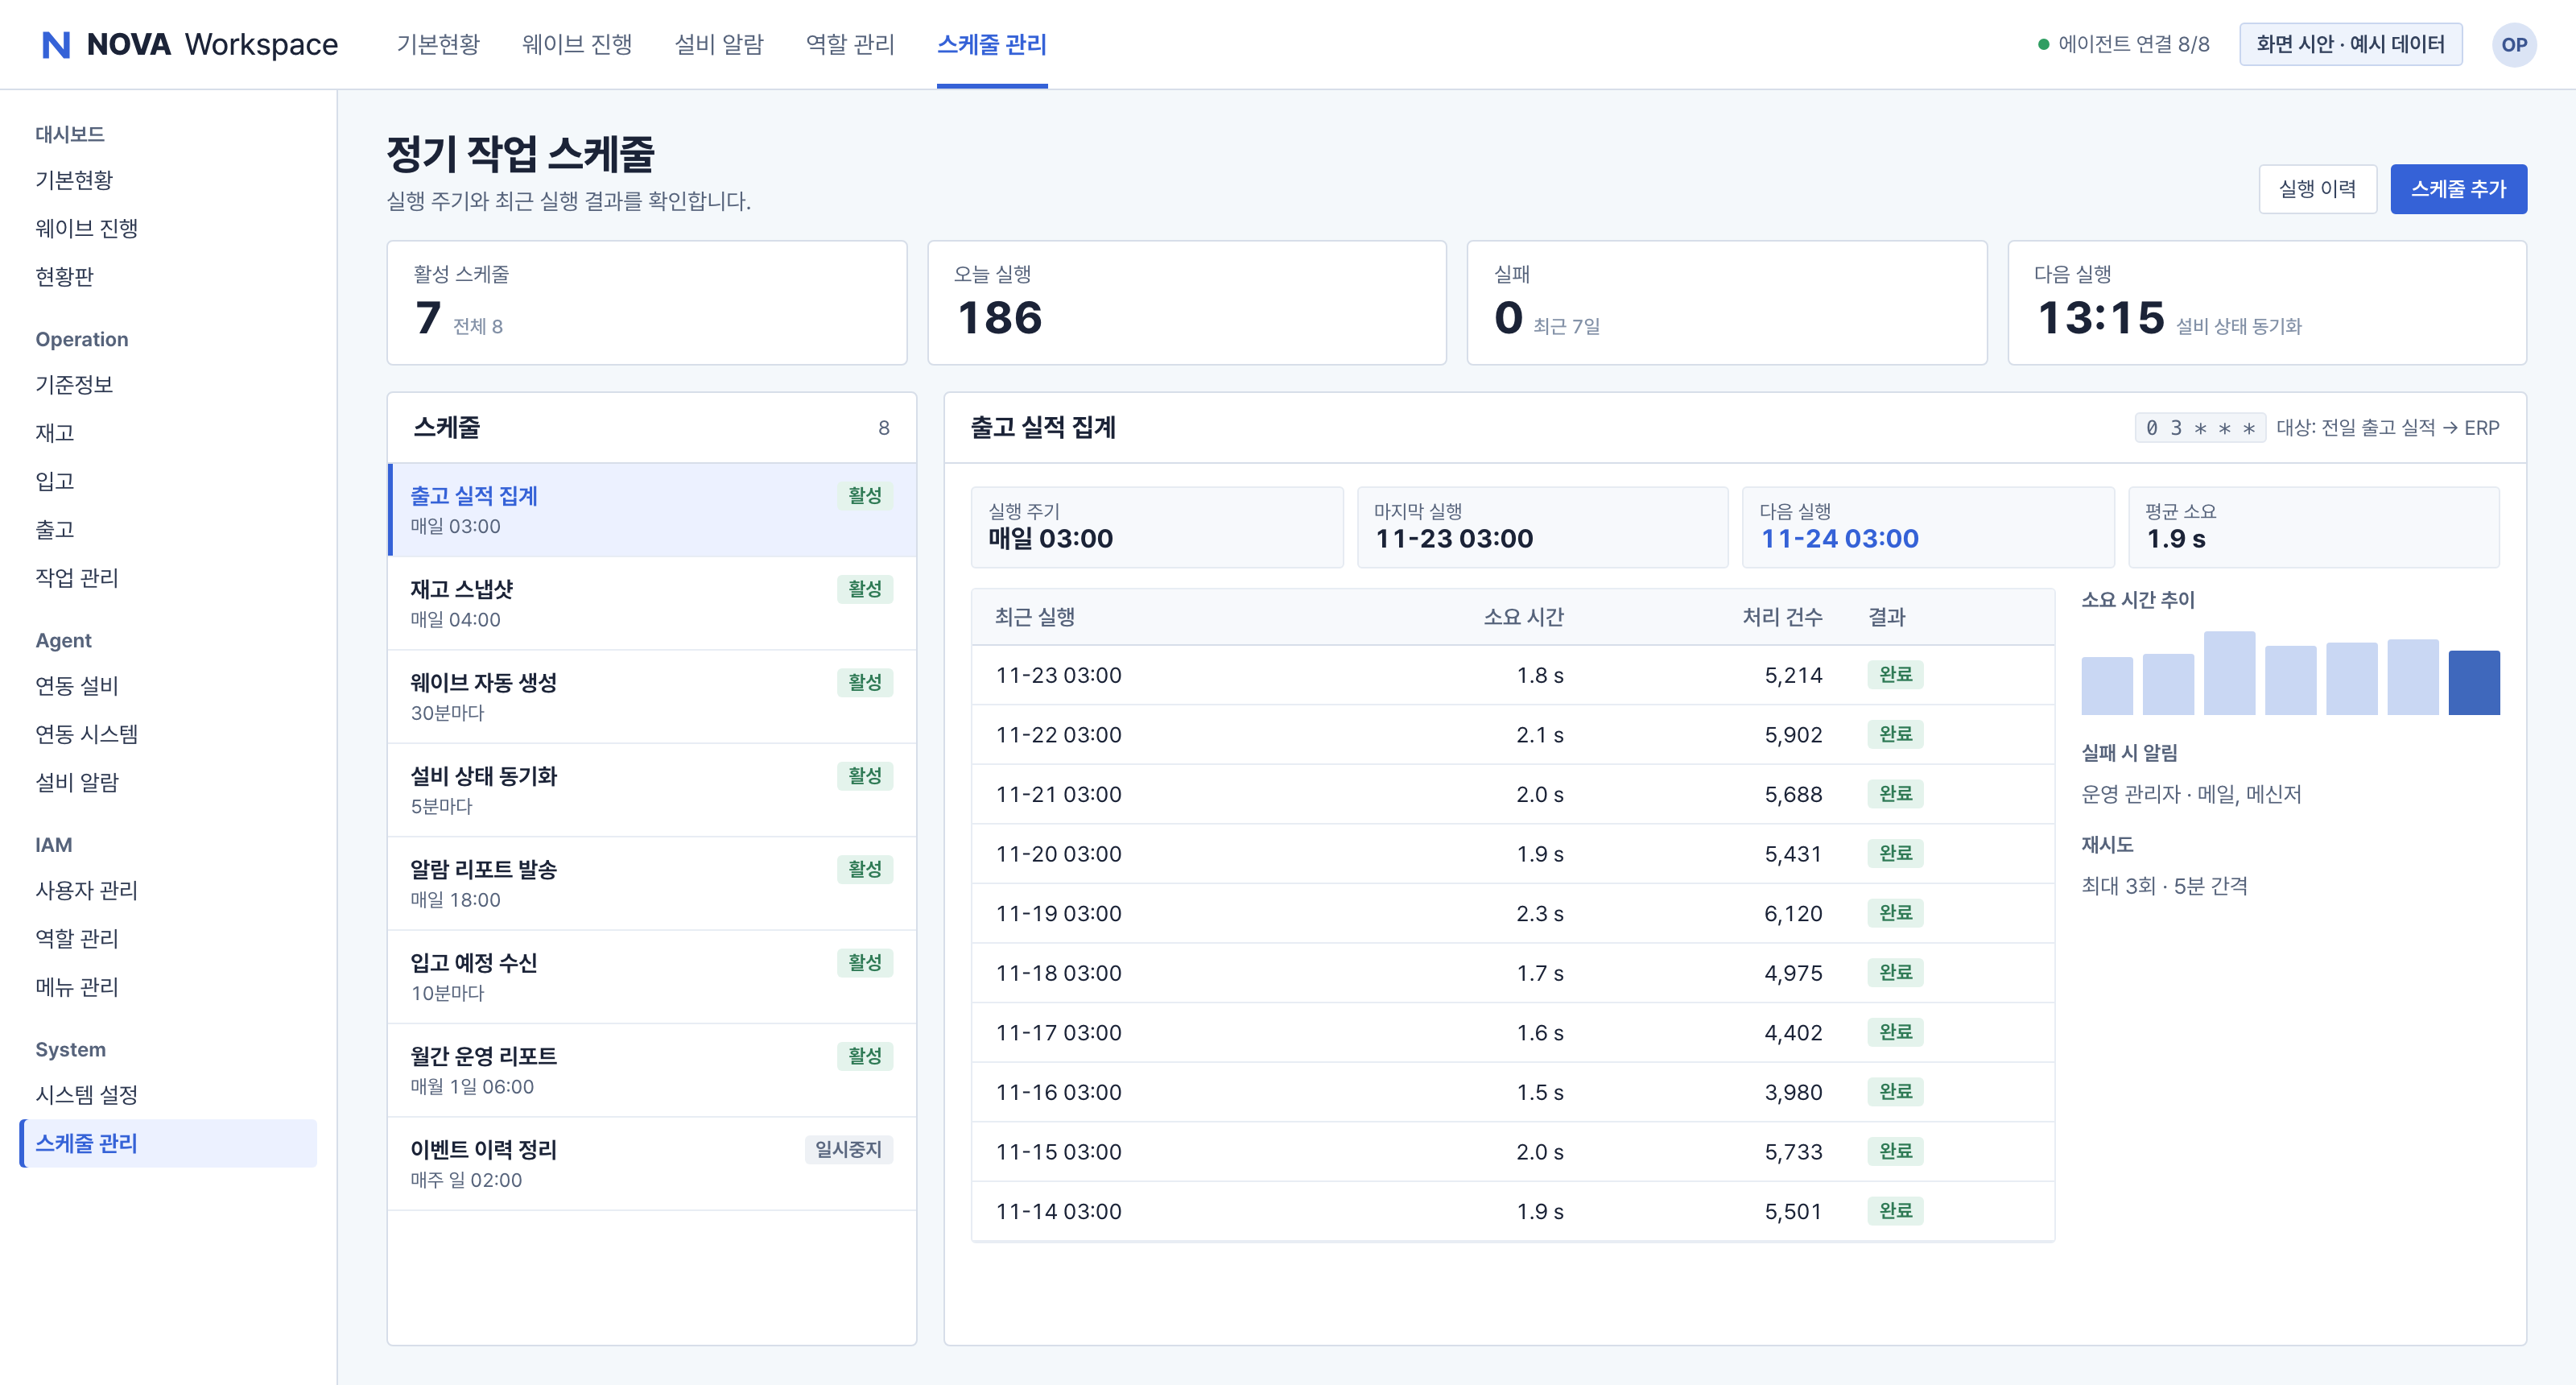 NOVA Workspace
기본현황
웨이브 진행
설비 알람
역할 관리
스케줄 관리
에이전트 연결 8/8
화면 시안 · 예시 데이터
OP
대시보드
기본현황
웨이브 진행
현황판
Operation
기준정보
재고
입고
출고
작업 관리
Agent
연동 설비
연동 시스템
설비 알람
IAM
사용자 관리
역할 관리
메뉴 관리
System
시스템 설정
스케줄 관리
정기 작업 스케줄
실행 주기와 최근 실행 결과를 확인합니다.
실행 이력
스케줄 추가
활성 스케줄
7 전체 8
오늘 실행
186
실패
0 최근 7일
다음 실행
13:15 설비 상태 동기화
스케줄 8
출고 실적 집계 활성
매일 03:00
재고 스냅샷 활성
매일 04:00
웨이브 자동 생성 활성
30분마다
설비 상태 동기화 활성
5분마다
알람 리포트 발송 활성
매일 18:00
입고 예정 수신 활성
10분마다
월간 운영 리포트 활성
매월 1일 06:00
이벤트 이력 정리 일시중지
매주 일 02:00
출고 실적 집계
0 3 * * * 대상: 전일 출고 실적 → ERP
실행 주기
매일 03:00
마지막 실행
11-23 03:00
다음 실행
11-24 03:00
평균 소요
1.9 s
최근 실행 소요 시간 처리 건수 결과
11-23 03:00 1.8 s 5,214 완료
11-22 03:00 2.1 s 5,902 완료
11-21 03:00 2.0 s 5,688 완료
11-20 03:00 1.9 s 5,431 완료
11-19 03:00 2.3 s 6,120 완료
11-18 03:00 1.7 s 4,975 완료
11-17 03:00 1.6 s 4,402 완료
11-16 03:00 1.5 s 3,980 완료
11-15 03:00 2.0 s 5,733 완료
11-14 03:00 1.9 s 5,501 완료
소요 시간 추이
실패 시 알림
운영 관리자 · 메일, 메신저
재시도
최대 3회 · 5분 간격